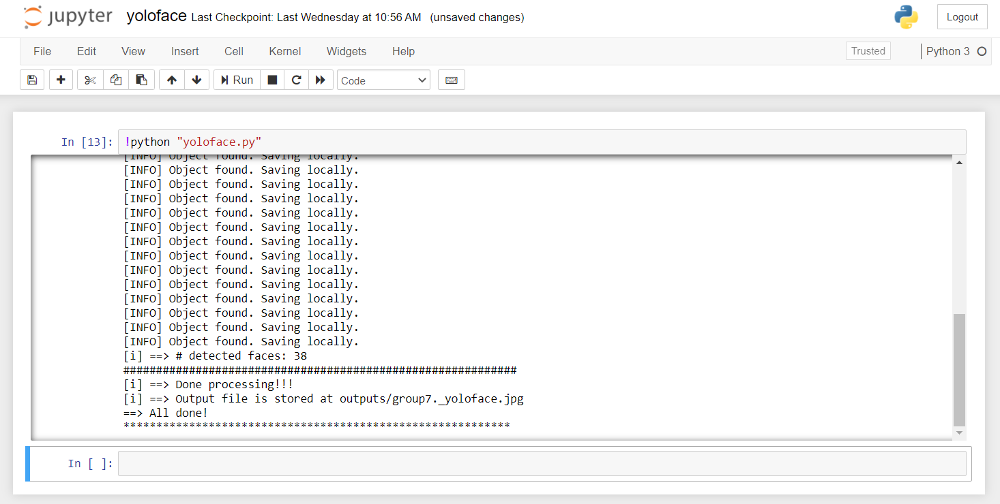 jupyter yoloface Last Checkpoint: Last Wednesday at 10:56 AM (unsaved changes) Logout
File Edit View Insert Cell Kernel Widgets Help Trusted Python 3
Run Code
In [13]: !python "yoloface.py"
[INFO] Object found. Saving locally.
[INFO] Object found. Saving locally.
[INFO] Object found. Saving locally.
[INFO] Object found. Saving locally.
[INFO] Object found. Saving locally.
[INFO] Object found. Saving locally.
[INFO] Object found. Saving locally.
[INFO] Object found. Saving locally.
[INFO] Object found. Saving locally.
[INFO] Object found. Saving locally.
[INFO] Object found. Saving locally.
[INFO] Object found. Saving locally.
[INFO] Object found. Saving locally.
[INFO] Object found. Saving locally.
[i] ==> # detected faces: 38
############################################################
[i] ==> Done processing!!!
[i] ==> Output file is stored at outputs/group7._yoloface.jpg
==> All done!
***********************************************************
In [ ]: